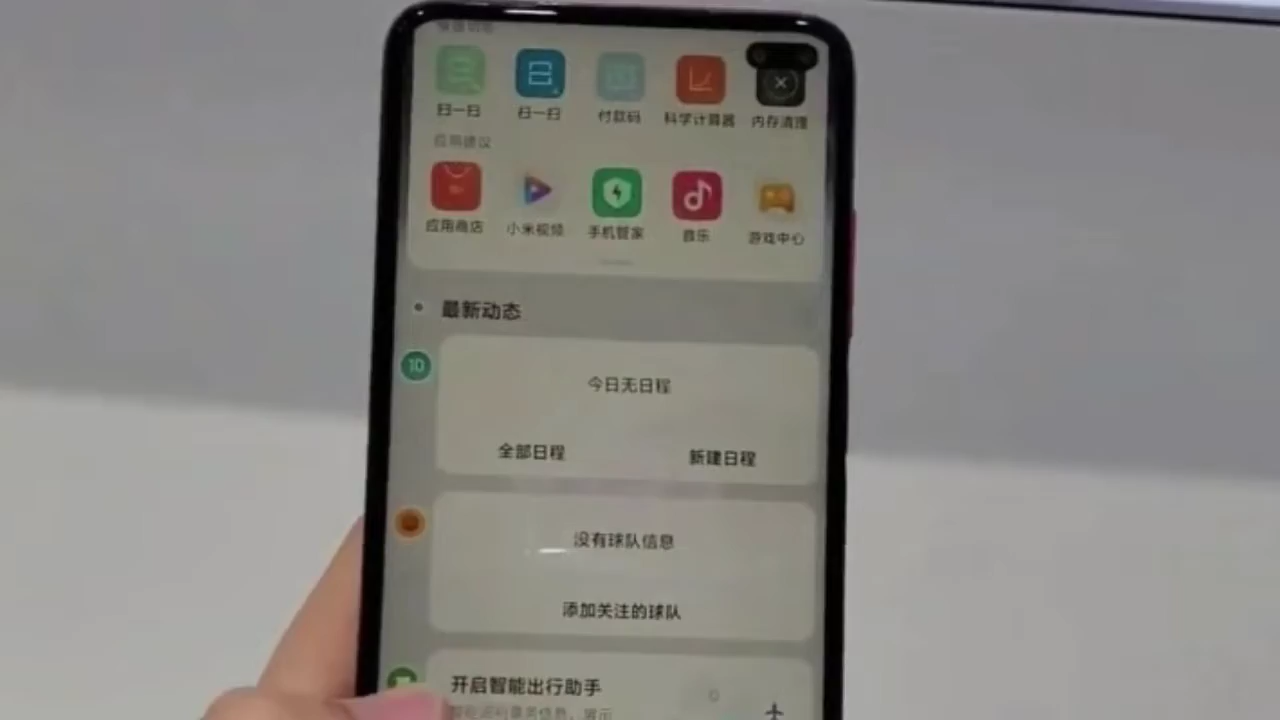 扫一扫 扫一扫 付款码 科学计算器 内存清理
应用建议
应用商店 小米视频 手机管家 音乐 游戏中心
最新动态
10
今日无日程
全部日程 新建日程
没有球队信息
添加关注的球队
开启智能出行助手